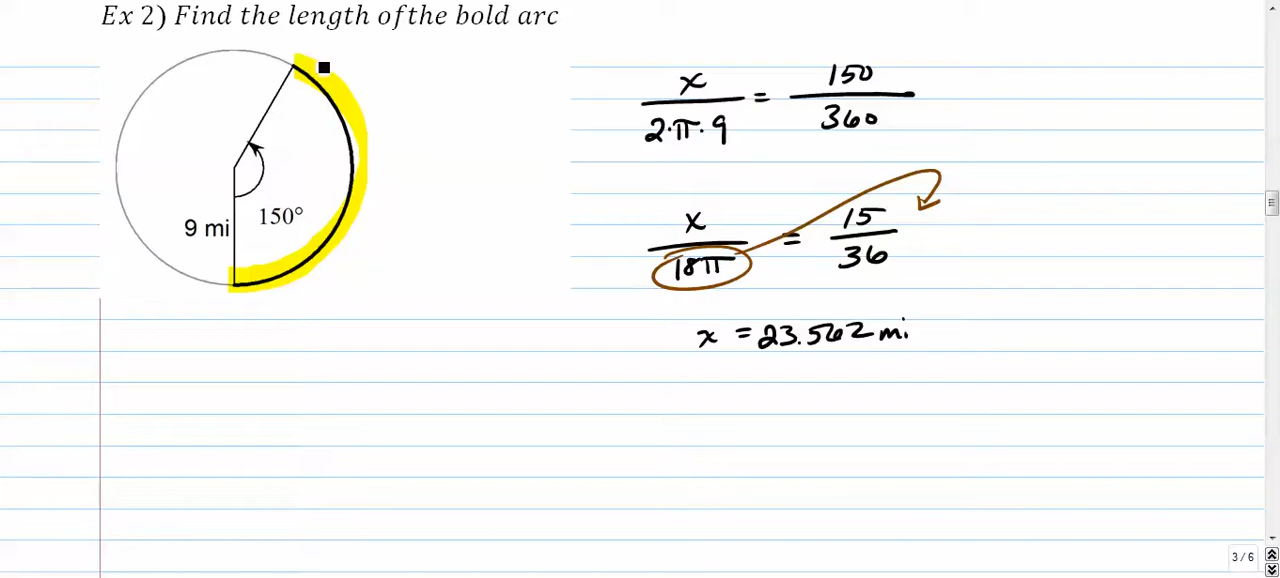 Ex 2) Find the length of the bold arc
9 mi
150°
x / 2·π·9 = 150 / 360
x / 18π = 15 / 36
x = 23.562 mi
3 / 6